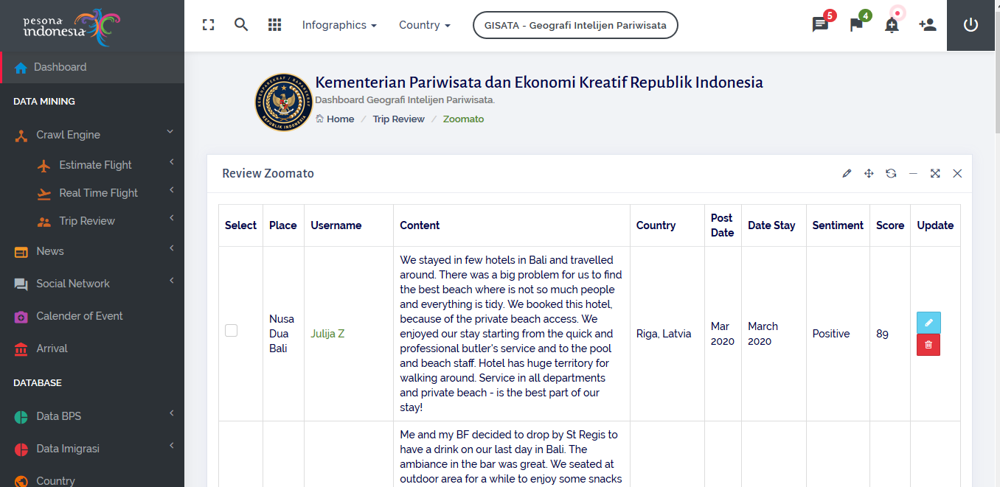 pesona
indonesia
Infographics
Country
GISATA - Geografi Intelijen Pariwisata
5
4
Dashboard
DATA MINING
Crawl Engine
Estimate Flight
Real Time Flight
Trip Review
News
Social Network
Calender of Event
Arrival
DATABASE
Data BPS
Data Imigrasi
Country
KEMENPAREKRAF / BAPAREKRAF
REPUBLIK INDONESIA
Kementerian Pariwisata dan Ekonomi Kreatif Republik Indonesia
Dashboard Geografi Intelijen Pariwisata.
Home / Trip Review / Zoomato
Review Zoomato
Select Place Username Content Country Post Date Date Stay Sentiment Score Update
Nusa
Dua
Bali
Julija Z
We stayed in few hotels in Bali and travelled
around. There was a big problem for us to find
the best beach where is not so much people
and everything is tidy. We booked this hotel,
because of the private beach access. We
enjoyed our stay starting from the quick and
professional butler's service and to the pool
and beach staff. Hotel has huge territory for
walking around. Service in all departments
and private beach - is the best part of our
stay!
Riga, Latvia
Mar
2020
March
2020
Positive
89
Me and my BF decided to drop by St Regis to
have a drink on our last day in Bali. The
ambiance in the bar was great. We seated at
outdoor area for a while to enjoy some snacks